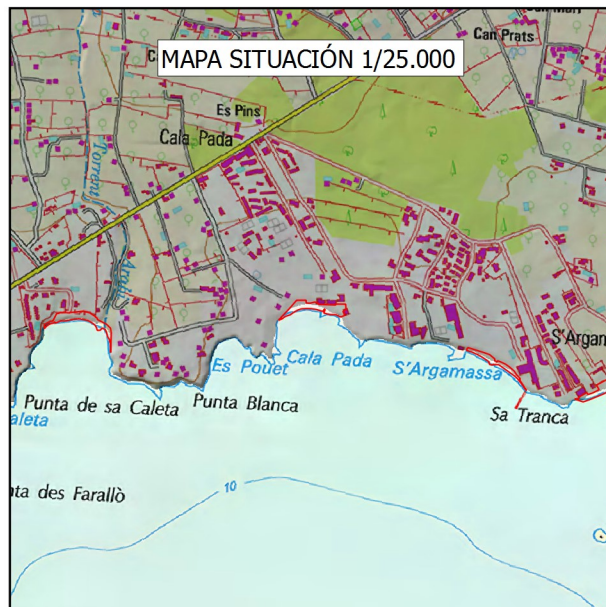 Can Prats
MAPA SITUACIÓN 1/25.000
Es Pins
Cala Pada
Torrent
S'Argam
Es Pouet
Cala Pada
S'Argamassa
Punta de sa Caleta
Punta Blanca
Sa Tranca
aleta
10
nta des Farallò